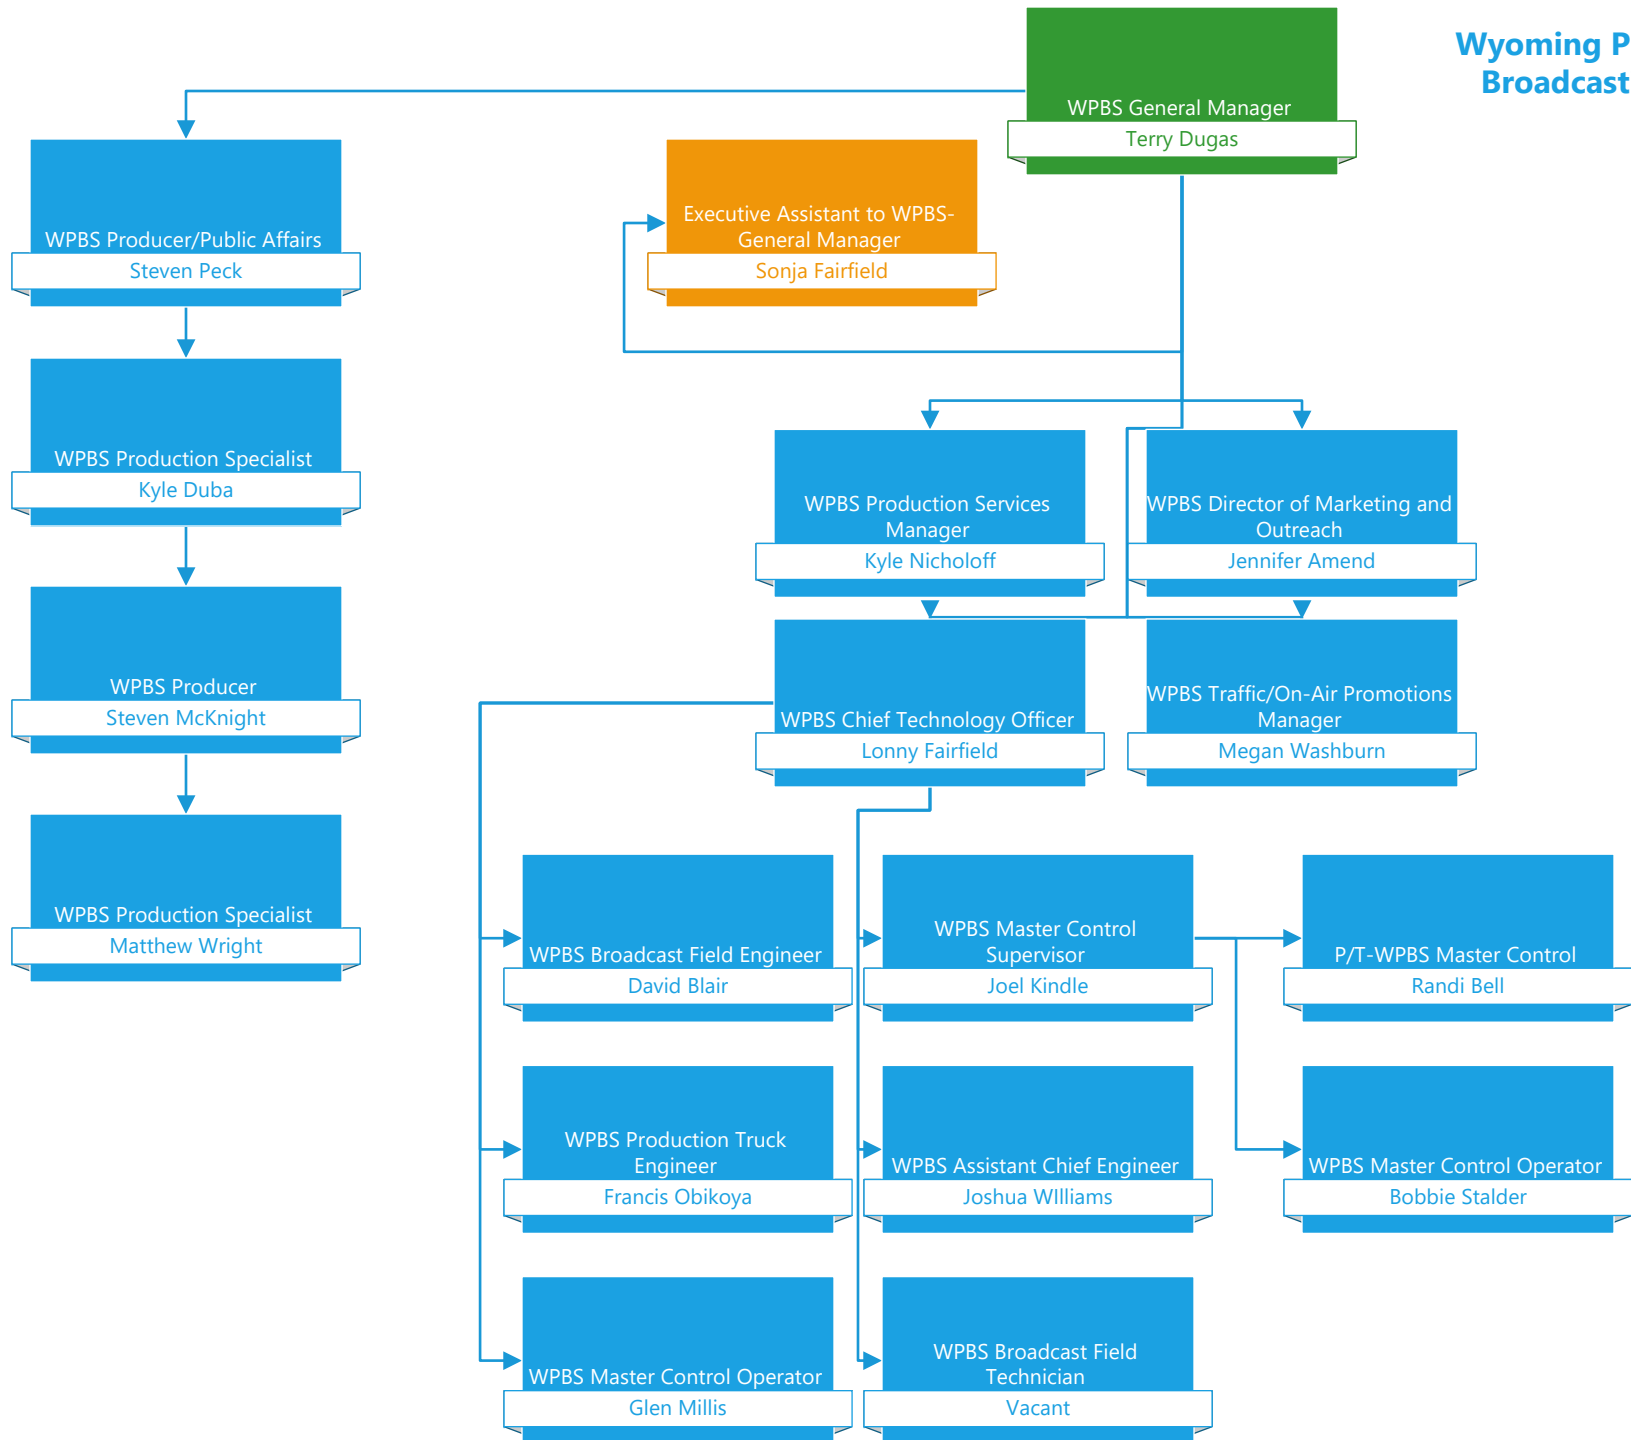 Wyoming P
Broadcast
WPBS General Manager
Terry Dugas
WPBS Producer/Public Affairs
Steven Peck
Executive Assistant to WPBS-
General Manager
Sonja Fairfield
WPBS Production Specialist
Kyle Duba
WPBS Production Services
Manager
Kyle Nicholoff
WPBS Director of Marketing and
Outreach
Jennifer Amend
WPBS Producer
Steven McKnight
WPBS Chief Technology Officer
Lonny Fairfield
WPBS Traffic/On-Air Promotions
Manager
Megan Washburn
WPBS Production Specialist
Matthew Wright
WPBS Broadcast Field Engineer
David Blair
WPBS Master Control
Supervisor
Joel Kindle
P/T-WPBS Master Control
Randi Bell
WPBS Production Truck
Engineer
Francis Obikoya
WPBS Assistant Chief Engineer
Joshua WIlliams
WPBS Master Control Operator
Bobbie Stalder
WPBS Master Control Operator
Glen Millis
WPBS Broadcast Field
Technician
Vacant